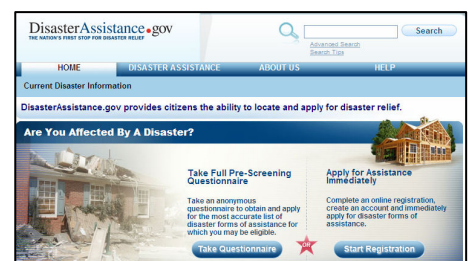 DisasterAssistance.gov
THE NATION'S FIRST STOP FOR DISASTER RELIEF
Search
Advanced Search
Search Tips
HOME DISASTER ASSISTANCE ABOUT US HELP
Current Disaster Information
DisasterAssistance.gov provides citizens the ability to locate and apply for disaster relief.
Are You Affected By A Disaster?
Take Full Pre-Screening
Questionnaire
Take an anonymous
questionnaire to obtain and apply
for the most accurate list of
disaster forms of assistance for
which you may be eligible.
Take Questionnaire
OR
Apply for Assistance
Immediately
Complete an online registration,
create an account and immediately
apply for disaster forms of
assistance.
Start Registration